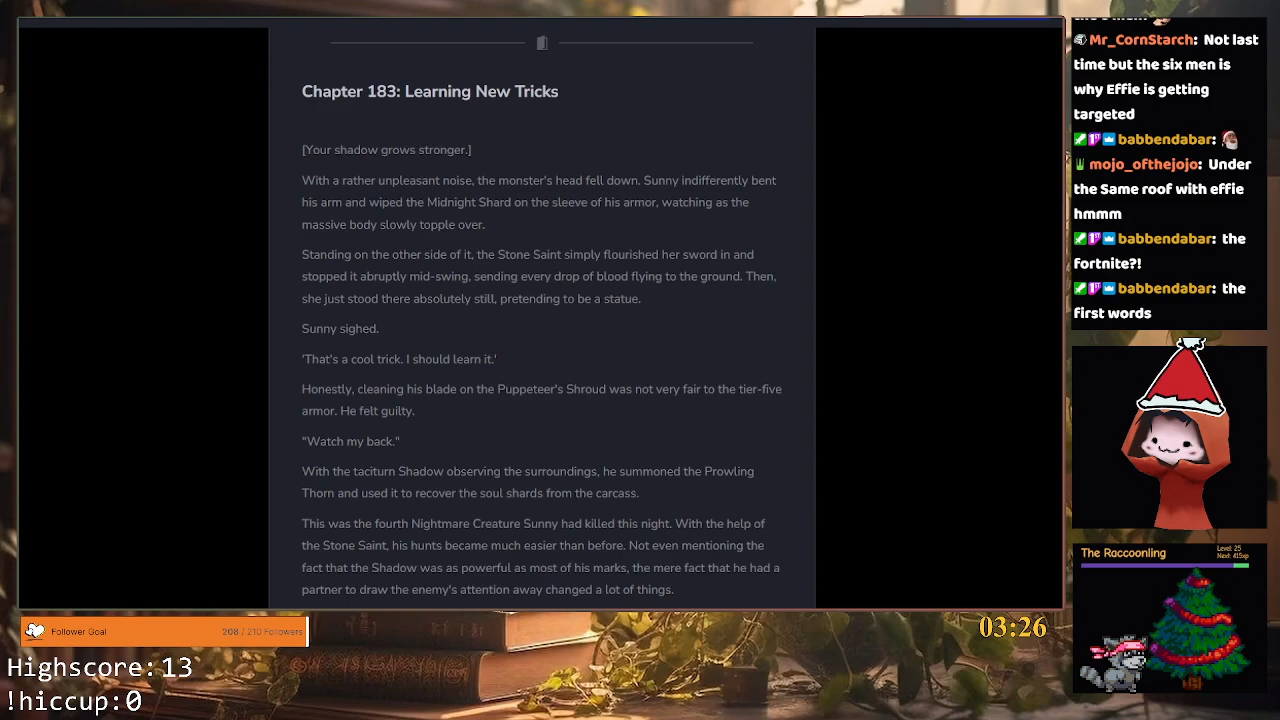 Chapter 183: Learning New Tricks
[Your shadow grows stronger.]
With a rather unpleasant noise, the monster's head fell down. Sunny indifferently bent
his arm and wiped the Midnight Shard on the sleeve of his armor, watching as the
massive body slowly topple over.
Standing on the other side of it, the Stone Saint simply flourished her sword in and
stopped it abruptly mid-swing, sending every drop of blood flying to the ground. Then,
she just stood there absolutely still, pretending to be a statue.
Sunny sighed.
'That's a cool trick. I should learn it.'
Honestly, cleaning his blade on the Puppeteer's Shroud was not very fair to the tier-five
armor. He felt guilty.
"Watch my back."
With the taciturn Shadow observing the surroundings, he summoned the Prowling
Thorn and used it to recover the soul shards from the carcass.
This was the fourth Nightmare Creature Sunny had killed this night. With the help of
the Stone Saint, his hunts became much easier than before. Not even mentioning the
fact that the Shadow was as powerful as most of his marks, the mere fact that he had a
partner to draw the enemy's attention away changed a lot of things.
Mr_CornStarch: Not last
time but the six men is
why Effie is getting
targeted
babbendabar:
mojo_ofthejojo: Under
the Same roof with effie
hmmm
babbendabar: the
fortnite?!
babbendabar: the
first words
The Raccoonling
Level: 25
Next: 415xp
Follower Goal
208 / 210 Followers
03:26
Highscore:13
!hiccup:0